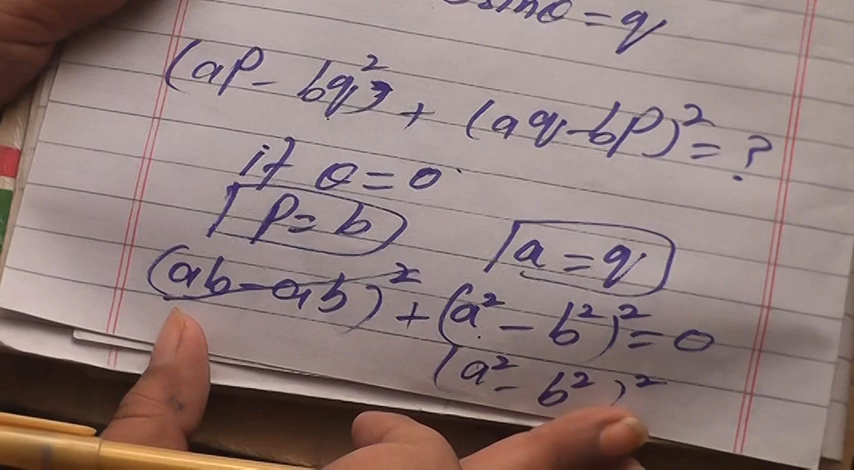 sinθ = q
(aP - bq)² + (aq - bP)² = ?
if θ = 0°
P = b a = q
(ab - ab)² + (a² - b²)² = 0
(a² - b²)²